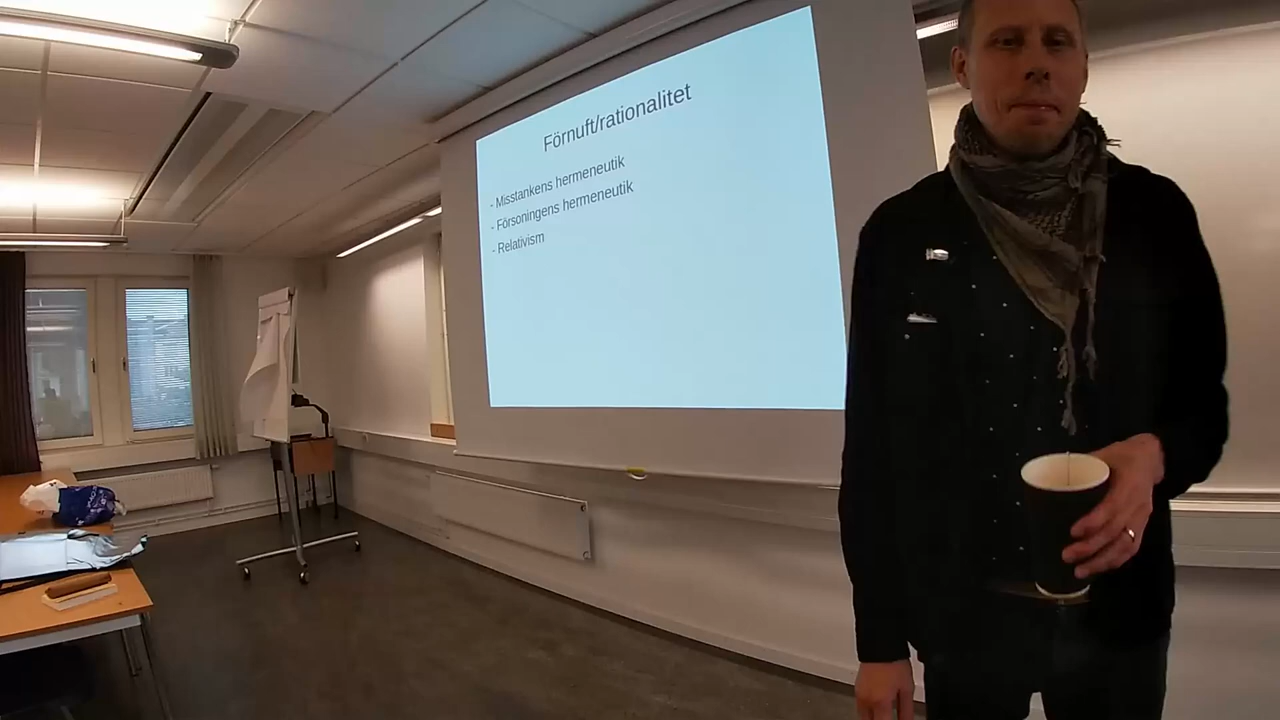 Förnuft/rationalitet
- Misstankens hermeneutik
- Försoningens hermeneutik
- Relativism